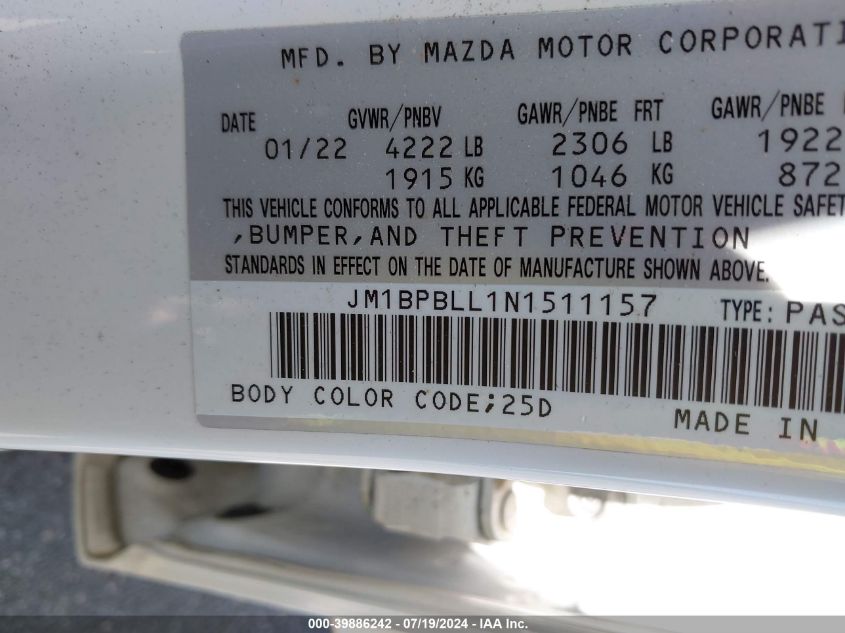 MFD. BY MAZDA MOTOR CORPORATI
DATE GVWR/PNBV GAWR/PNBE FRT GAWR/PNBE
01/22 4222 LB 2306 LB 1922
1915 KG 1046 KG 872
THIS VEHICLE CONFORMS TO ALL APPLICABLE FEDERAL MOTOR VEHICLE SAFET
,BUMPER,AND THEFT PREVENTION
STANDARDS IN EFFECT ON THE DATE OF MANUFACTURE SHOWN ABOVE.
JM1BPBLL1N1511157 TYPE: PAS
BODY COLOR CODE;25D
MADE IN
000-39886242 - 07/19/2024 - IAA Inc.